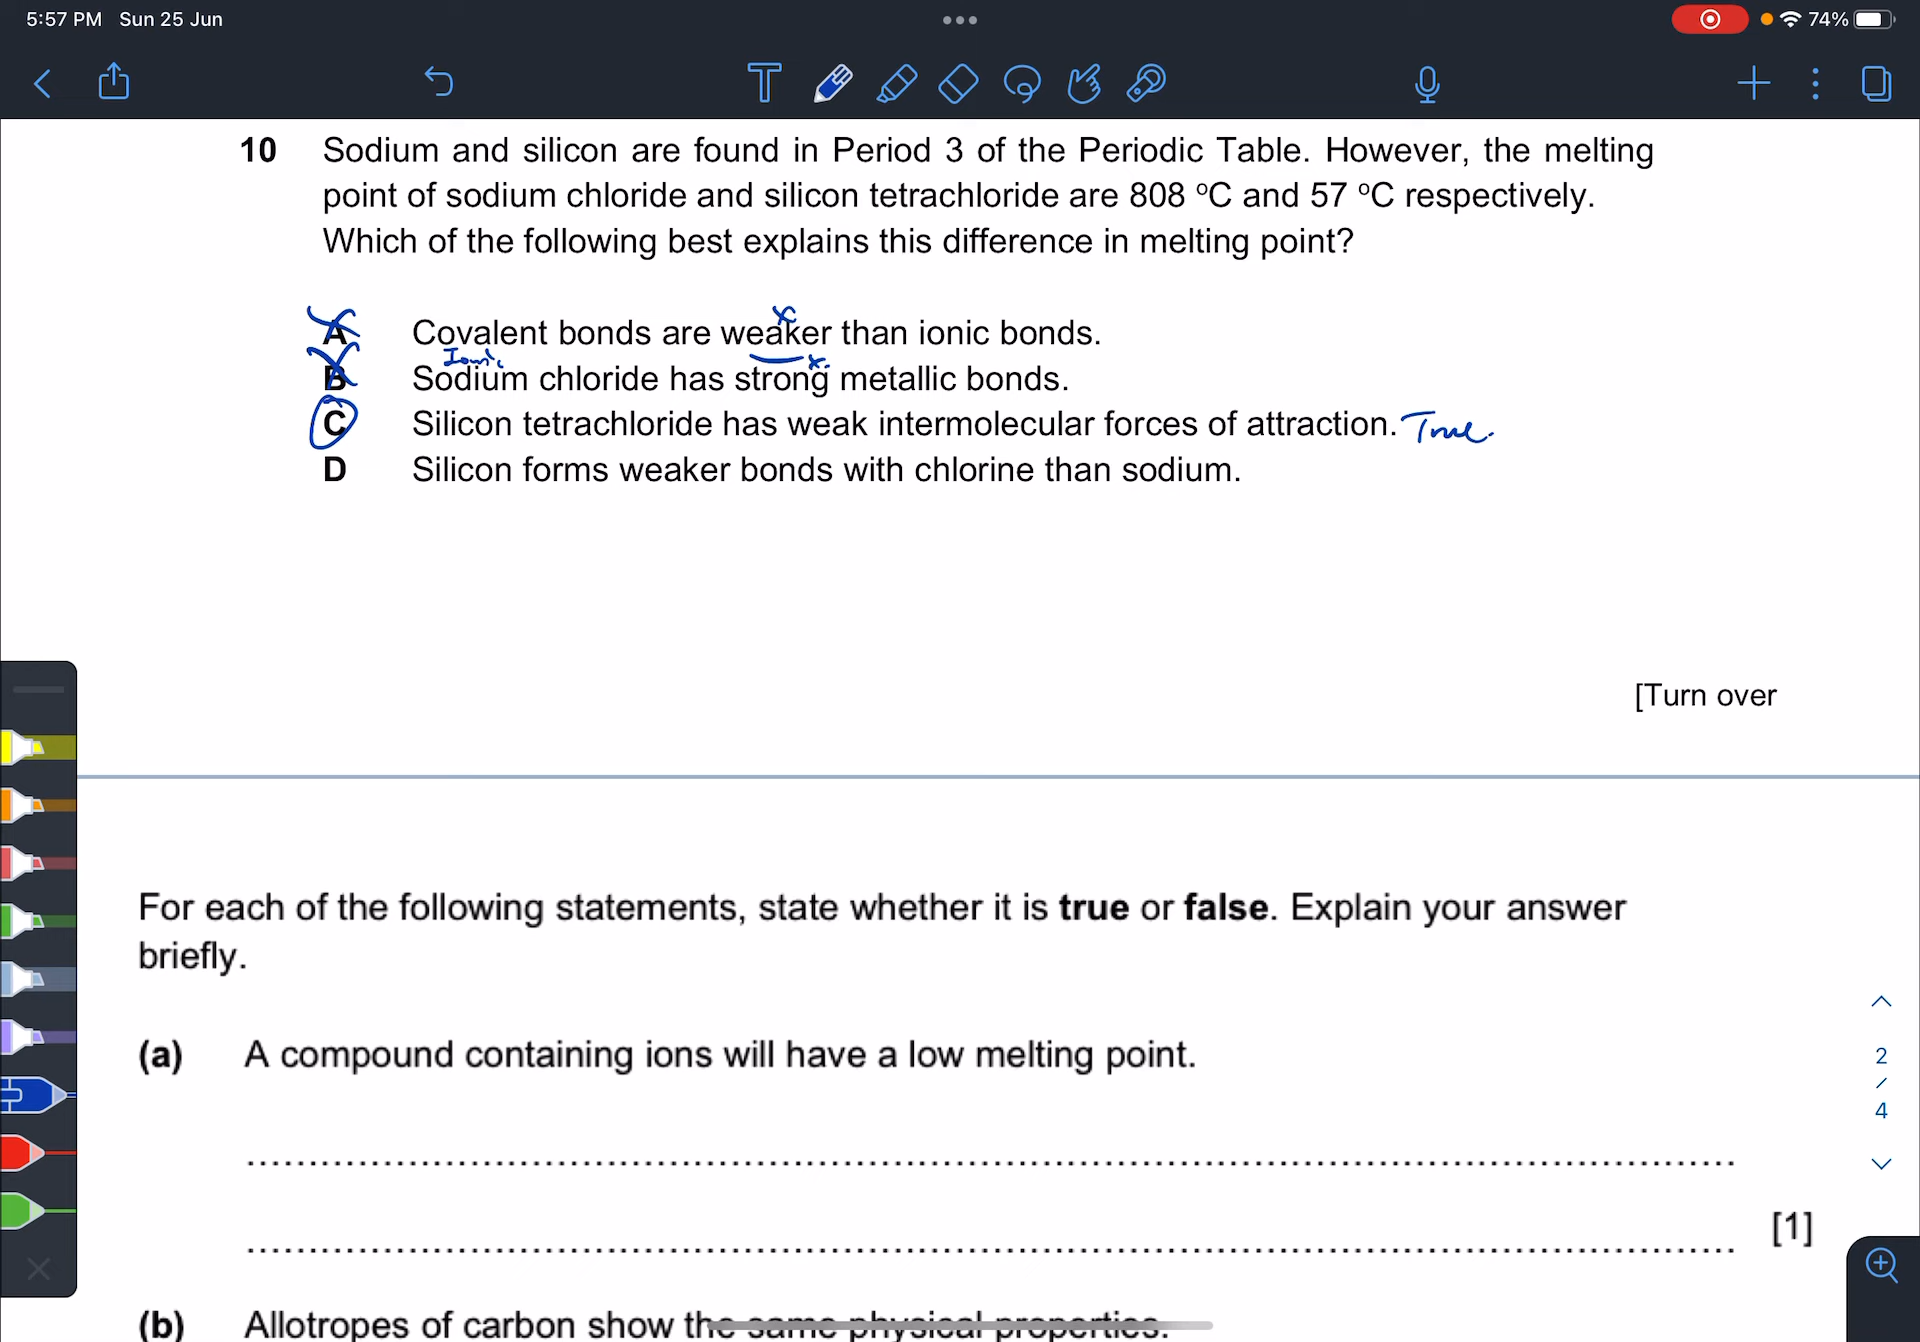 5:57 PM Sun 25 Jun
74%
10 Sodium and silicon are found in Period 3 of the Periodic Table. However, the melting
point of sodium chloride and silicon tetrachloride are 808 ºC and 57 ºC respectively.
Which of the following best explains this difference in melting point?
x
A Covalent bonds are weaker than ionic bonds.
Ionic x.
B Sodium chloride has strong metallic bonds.
C Silicon tetrachloride has weak intermolecular forces of attraction. True.
D Silicon forms weaker bonds with chlorine than sodium.
[Turn over
For each of the following statements, state whether it is true or false. Explain your answer
briefly.
(a) A compound containing ions will have a low melting point.
[1]
(b) Allotropes of carbon show the same physical properties.
2
/
4